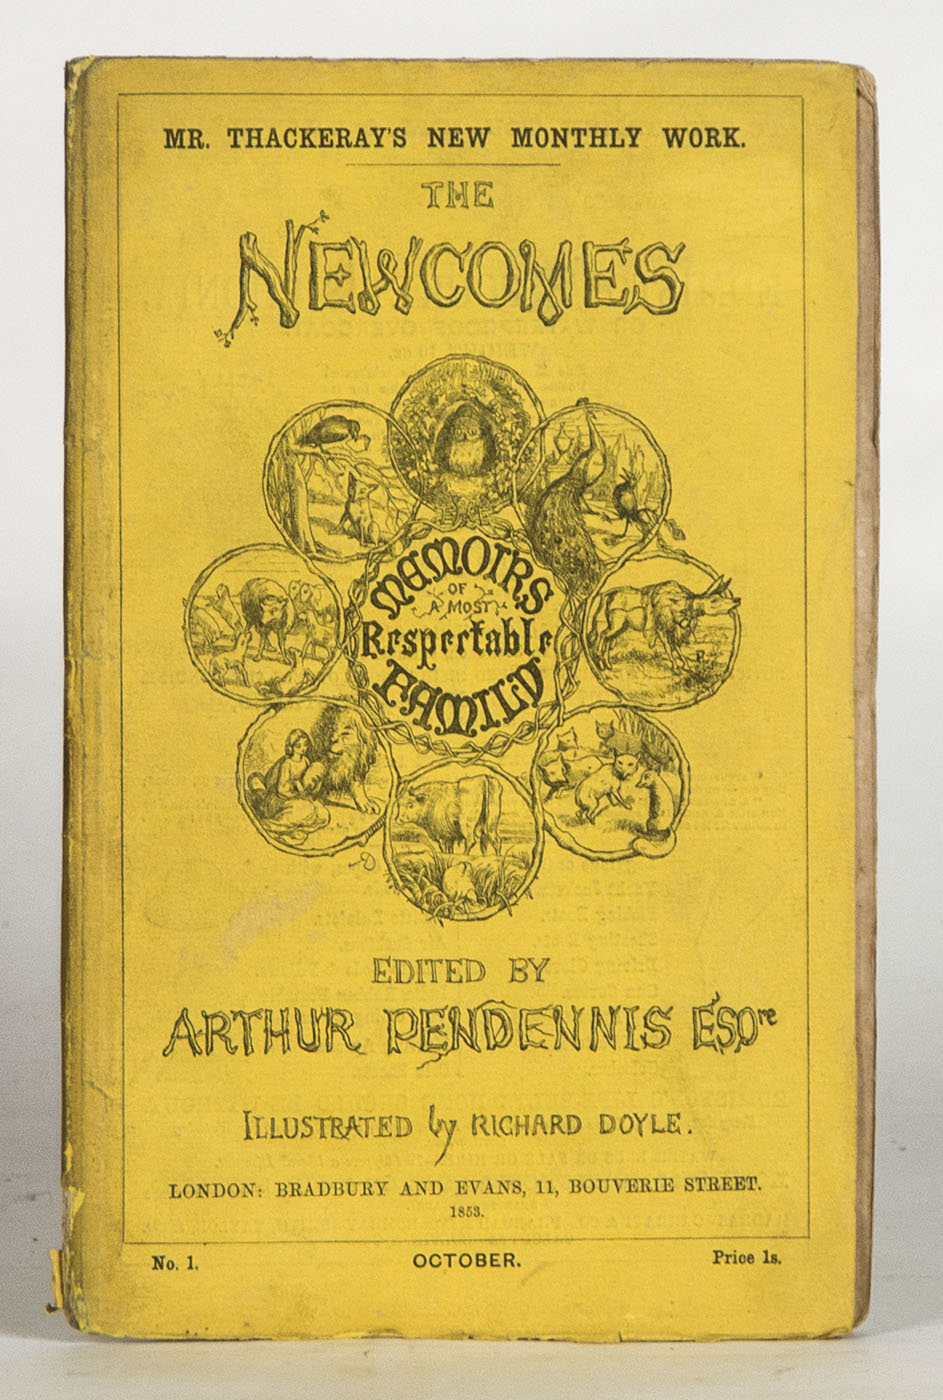 MR. THACKERAY'S NEW MONTHLY WORK.
THE
NEWCOMES
MEMOIRS
OF
A MOST
Respectable
FAMILY
EDITED BY
ARTHUR PENDENNIS ESQre
ILLUSTRATED by RICHARD DOYLE.
LONDON: BRADBURY AND EVANS, 11, BOUVERIE STREET.
1853.
No. 1. OCTOBER. Price 1s.